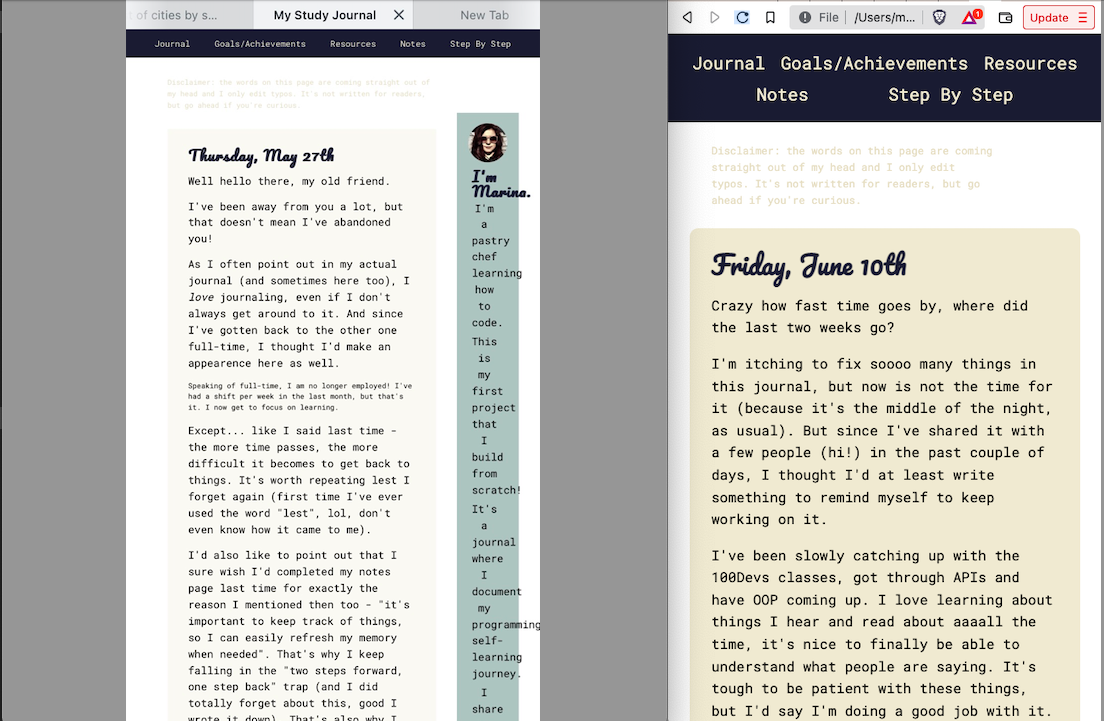 t of cities by s...
My Study Journal
New Tab
Journal
Goals/Achievements
Resources
Notes
Step By Step
Disclaimer: the words on this page are coming straight out of
my head and I only edit typos. It's not written for readers,
but go ahead if you're curious.
Thursday, May 27th
Well hello there, my old friend.
I've been away from you a lot, but
that doesn't mean I've abandoned
you!
As I often point out in my actual
journal (and sometimes here too), I
love journaling, even if I don't
always get around to it. And since
I've gotten back to the other one
full-time, I thought I'd make an
appearence here as well.
Speaking of full-time, I am no longer employed! I've
had a shift per week in the last month, but that's
it. I now get to focus on learning.
Except... like I said last time -
the more time passes, the more
difficult it becomes to get back to
things. It's worth repeating lest I
forget again (first time I've ever
used the word "lest", lol, don't
even know how it came to me).
I'd also like to point out that I
sure wish I'd completed my notes
page last time for exactly the
reason I mentioned then too - "it's
important to keep track of things,
so I can easily refresh my memory
when needed". That's why I keep
falling in the "two steps forward,
one step back" trap (and I did
totally forget about this, good I
wrote it down). That's also why I
I'm
Marina.
I'm
a
pastry
chef
learning
how
to
code.
This
is
my
first
project
that
I
build
from
scratch!
It's
a
journal
where
I
document
my
programming
self-
learning
journey.
I
share
File
/Users/m...
1
Update
Journal
Goals/Achievements
Resources
Notes
Step By Step
Disclaimer: the words on this page are coming
straight out of my head and I only edit
typos. It's not written for readers, but go
ahead if you're curious.
Friday, June 10th
Crazy how fast time goes by, where did
the last two weeks go?
I'm itching to fix soooo many things in
this journal, but now is not the time for
it (because it's the middle of the night,
as usual). But since I've shared it with
a few people (hi!) in the past couple of
days, I thought I'd at least write
something to remind myself to keep
working on it.
I've been slowly catching up with the
100Devs classes, got through APIs and
have OOP coming up. I love learning about
things I hear and read about aaaall the
time, it's nice to finally be able to
understand what people are saying. It's
tough to be patient with these things,
but I'd say I'm doing a good job with it.